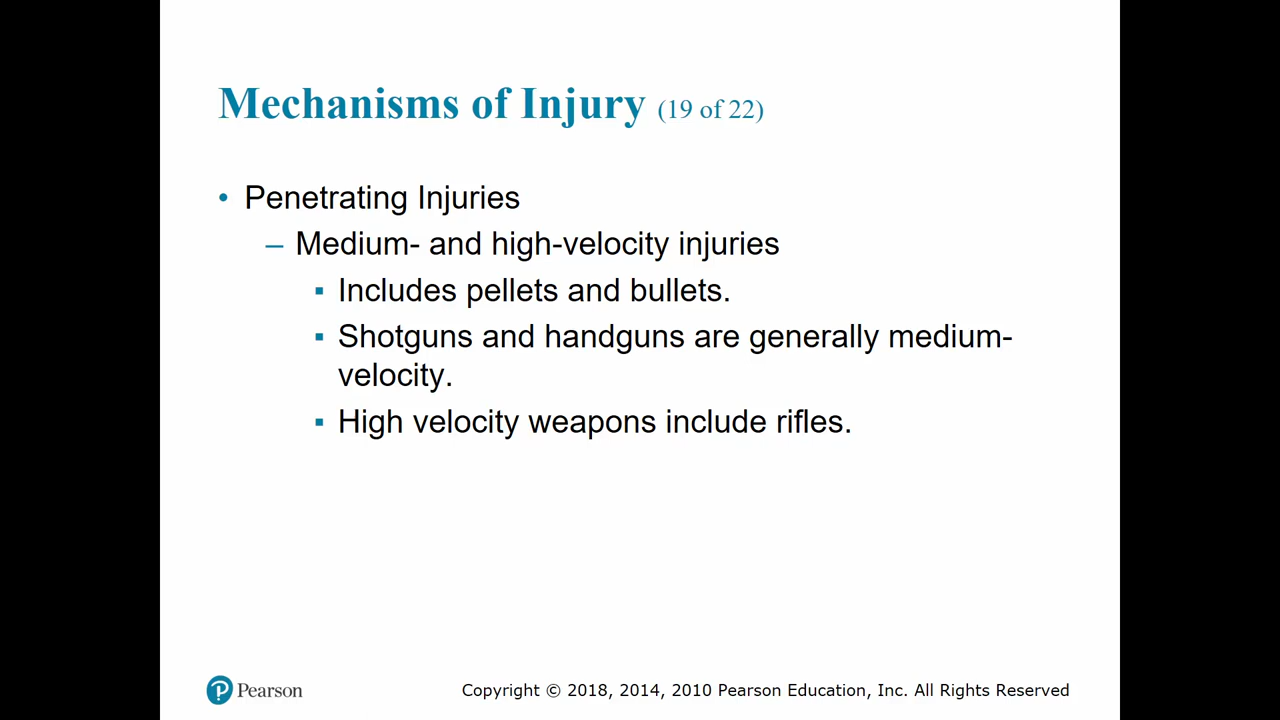 Mechanisms of Injury (19 of 22)
• Penetrating Injuries
– Medium- and high-velocity injuries
▪ Includes pellets and bullets.
▪ Shotguns and handguns are generally medium-
velocity.
▪ High velocity weapons include rifles.
P Pearson
Copyright © 2018, 2014, 2010 Pearson Education, Inc. All Rights Reserved